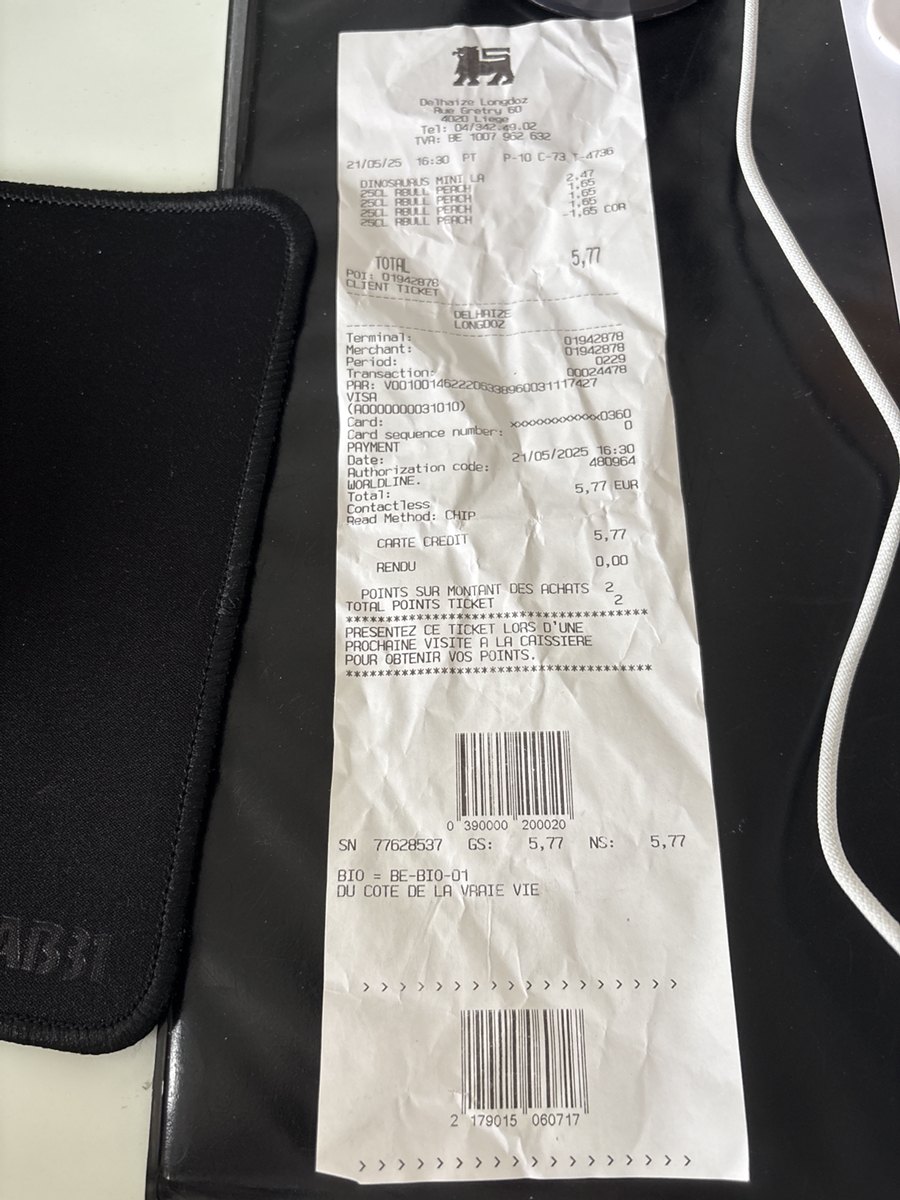 Delhaize Longdoz
Rue Gretry 60
4020 Liege
Tel: 04/342.49.02
TVA: BE 1007 962 632
21/05/25 16:30 PT P-10 C-73 T-4736
DINOSAURUS MINI LA 2,47
25CL RBULL PEACH 1,65
25CL RBULL PEACH 1,65
25CL RBULL PEACH 1,65
25CL RBULL PEACH -1,65 COR
TOTAL 5,77
POI: 01942878
CLIENT TICKET
DELHAIZE
LONGDOZ
Terminal: 01942878
Merchant: 01942878
Period: 0229
Transaction: 00024478
PAR: V0010014622206338960031117427
VISA
(A0000000031010)
Card: xxxxxxxxxxxx0360
Card sequence number: 0
PAYMENT
Date: 21/05/2025 16:30
Authorization code: 480964
WORLDLINE.
Total: 5,77 EUR
Contactless
Read Method: CHIP
CARTE CREDIT 5,77
RENDU 0,00
POINTS SUR MONTANT DES ACHATS 2
TOTAL POINTS TICKET 2
****************************************
PRESENTEZ CE TICKET LORS D'UNE
PROCHAINE VISITE A LA CAISSIERE
POUR OBTENIR VOS POINTS.
****************************************
0 390000 200020
SN 77628537 GS: 5,77 NS: 5,77
BIO = BE-BIO-01
DU COTE DE LA VRAIE VIE
> > > > > > > > > > > > > > > > > >
2 179015 060717
> > > > > > > > > > > > > > > > > >